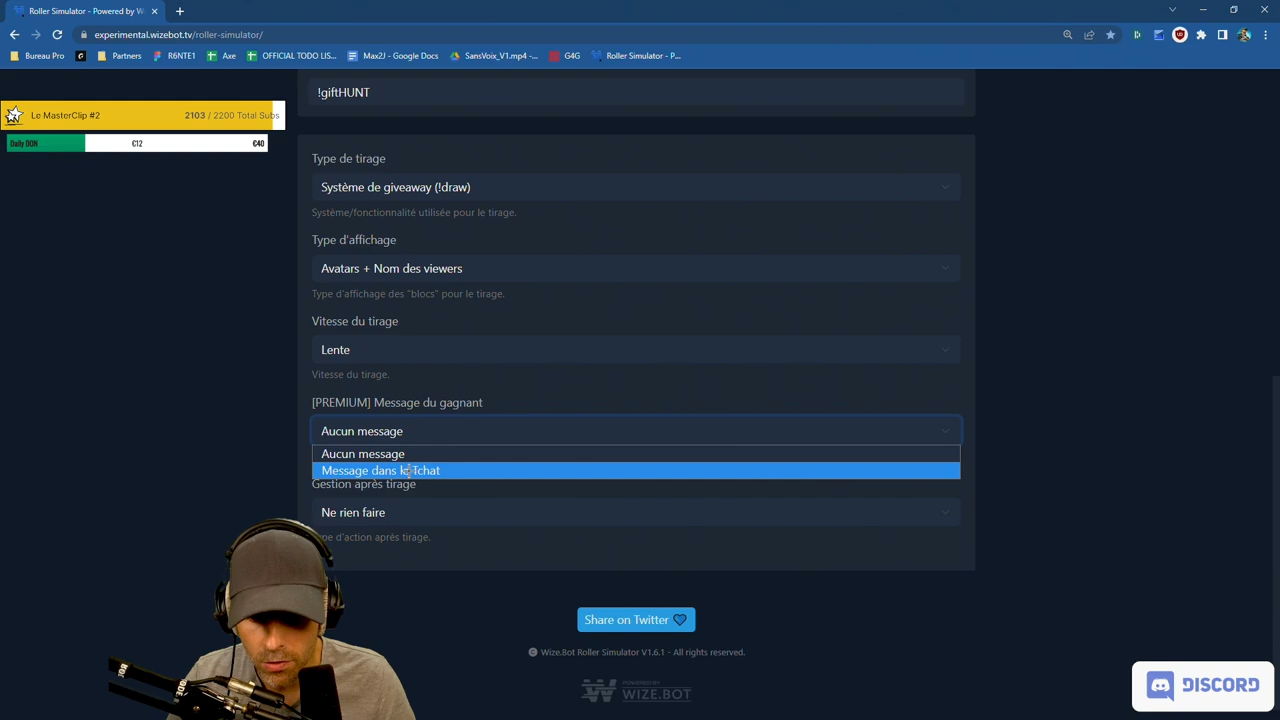 Roller Simulator - Powered by W
experimental.wizebot.tv/roller-simulator/
Bureau Pro
Partners
R6NTE1
Axe
OFFICIAL TODO LIS...
Max2J - Google Docs
SansVoix_V1.mp4 -...
G4G
Roller Simulator - P...
!giftHUNT
Le MasterClip #2
2103 / 2200 Total Subs
Daily DON
€12
€40
Type de tirage
Système de giveaway (!draw)
Système/fonctionnalité utilisée pour le tirage.
Type d'affichage
Avatars + Nom des viewers
Type d'affichage des "blocs" pour le tirage.
Vitesse du tirage
Lente
Vitesse du tirage.
[PREMIUM] Message du gagnant
Aucun message
Aucun message
Message dans le Tchat
Gestion après tirage
Ne rien faire
ype d'action après tirage.
Share on Twitter
Wize.Bot Roller Simulator V1.6.1 - All rights reserved.
POWERED BY
WIZE.BOT
DISCORD